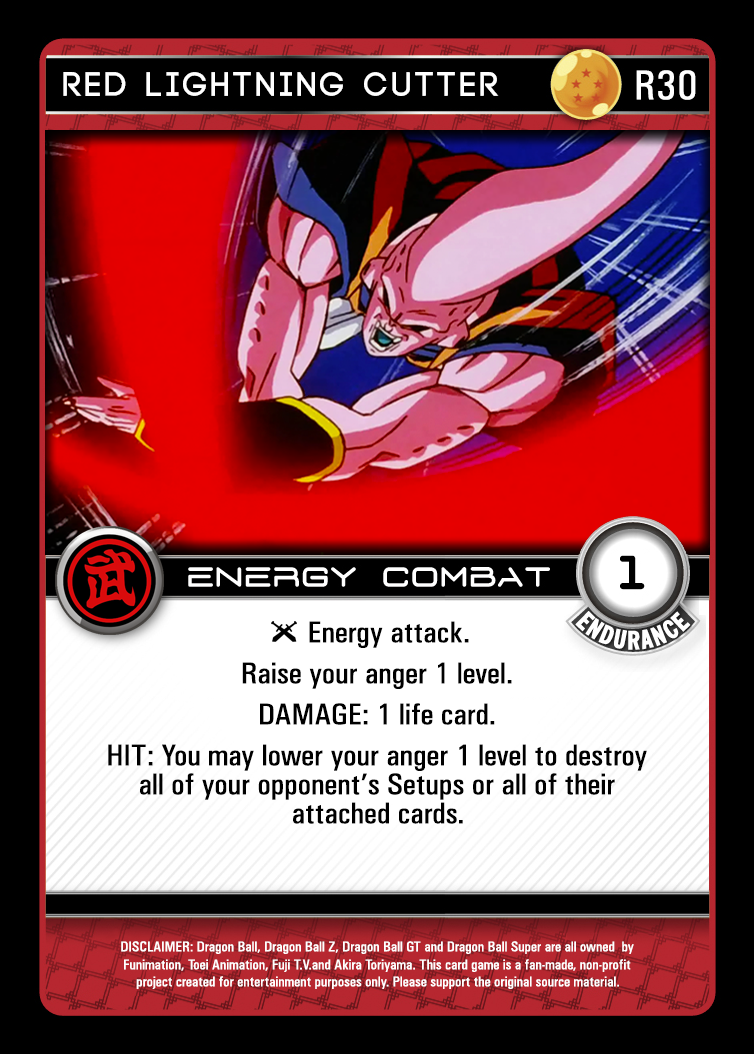 RED LIGHTNING CUTTER R30
武
ENERGY COMBAT
1
ENDURANCE
Energy attack.
Raise your anger 1 level.
DAMAGE: 1 life card.
HIT: You may lower your anger 1 level to destroy
all of your opponent's Setups or all of their
attached cards.
DISCLAIMER: Dragon Ball, Dragon Ball Z, Dragon Ball GT and Dragon Ball Super are all owned by
Funimation, Toei Animation, Fuji T.V.and Akira Toriyama. This card game is a fan-made, non-profit
project created for entertainment purposes only. Please support the original source material.